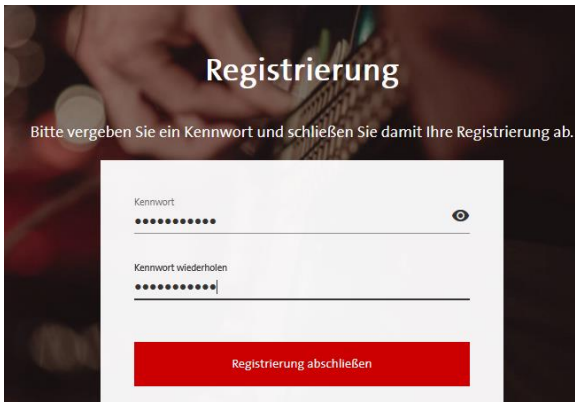 Registrierung
Bitte vergeben Sie ein Kennwort und schließen Sie damit Ihre Registrierung ab.
Kennwort
●●●●●●●●●●●
Kennwort wiederholen
●●●●●●●●●●●
Registrierung abschließen